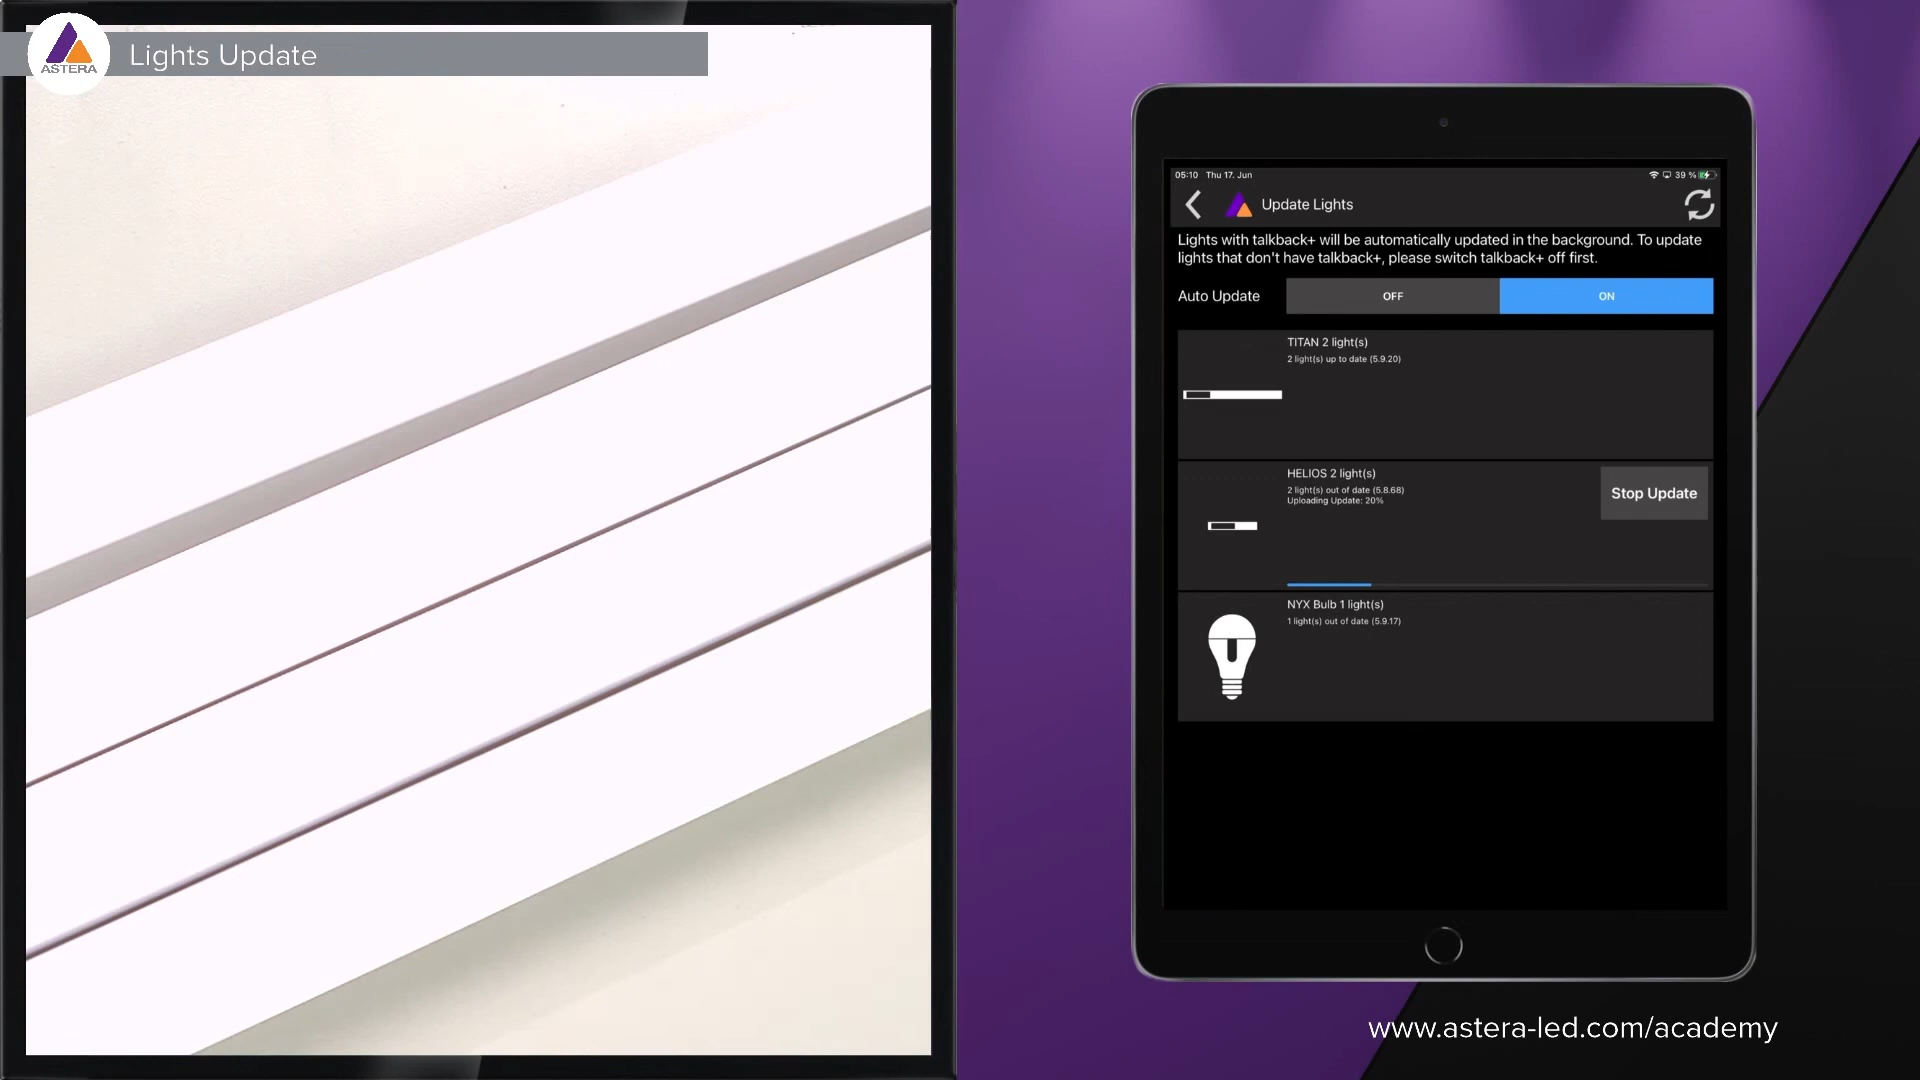 ASTERA
Lights Update
05:10 Thu 17. Jun
39 %
Update Lights
Lights with talkback+ will be automatically updated in the background. To update
lights that don't have talkback+, please switch talkback+ off first.
Auto Update
OFF
ON
TITAN 2 light(s)
2 light(s) up to date (5.9.20)
HELIOS 2 light(s)
2 light(s) out of date (5.8.68)
Uploading Update: 20%
Stop Update
NYX Bulb 1 light(s)
1 light(s) out of date (5.9.17)
www.astera-led.com/academy